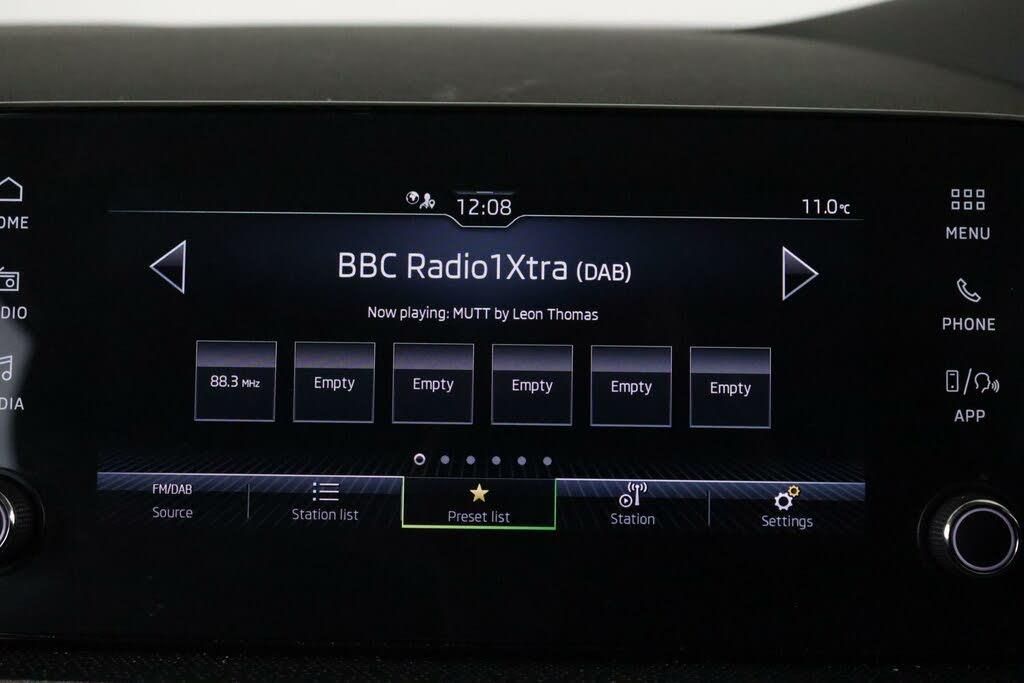 12:08
11.0°C
OME
DIO
DIA
BBC Radio1Xtra (DAB)
Now playing: MUTT by Leon Thomas
88.3 MHz
Empty
Empty
Empty
Empty
Empty
FM/DAB
Source
Station list
Preset list
Station
Settings
MENU
PHONE
APP